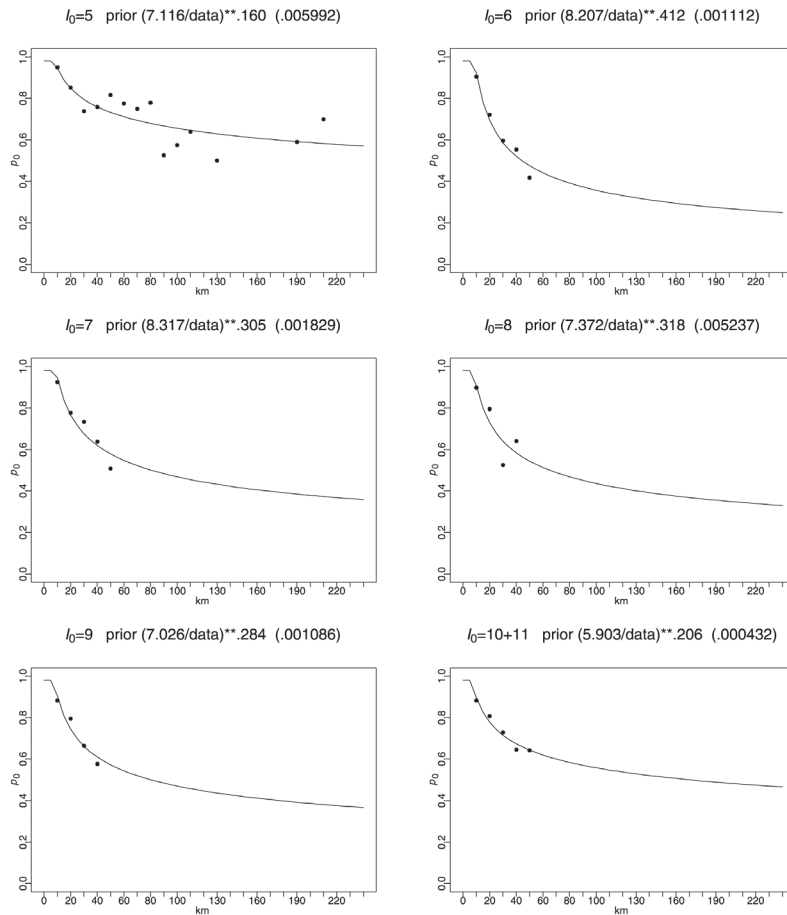 I0=5 prior (7.116/data)**.160 (.005992)
p0
0.0 0.2 0.4 0.6 0.8 1.0
0 20 40 60 80 100 130 160 190 220
km
I0=6 prior (8.207/data)**.412 (.001112)
p0
0.0 0.2 0.4 0.6 0.8 1.0
0 20 40 60 80 100 130 160 190 220
km
I0=7 prior (8.317/data)**.305 (.001829)
p0
0.0 0.2 0.4 0.6 0.8 1.0
0 20 40 60 80 100 130 160 190 220
km
I0=8 prior (7.372/data)**.318 (.005237)
p0
0.0 0.2 0.4 0.6 0.8 1.0
0 20 40 60 80 100 130 160 190 220
km
I0=9 prior (7.026/data)**.284 (.001086)
p0
0.0 0.2 0.4 0.6 0.8 1.0
0 20 40 60 80 100 130 160 190 220
km
I0=10+11 prior (5.903/data)**.206 (.000432)
p0
0.0 0.2 0.4 0.6 0.8 1.0
0 20 40 60 80 100 130 160 190 220
km